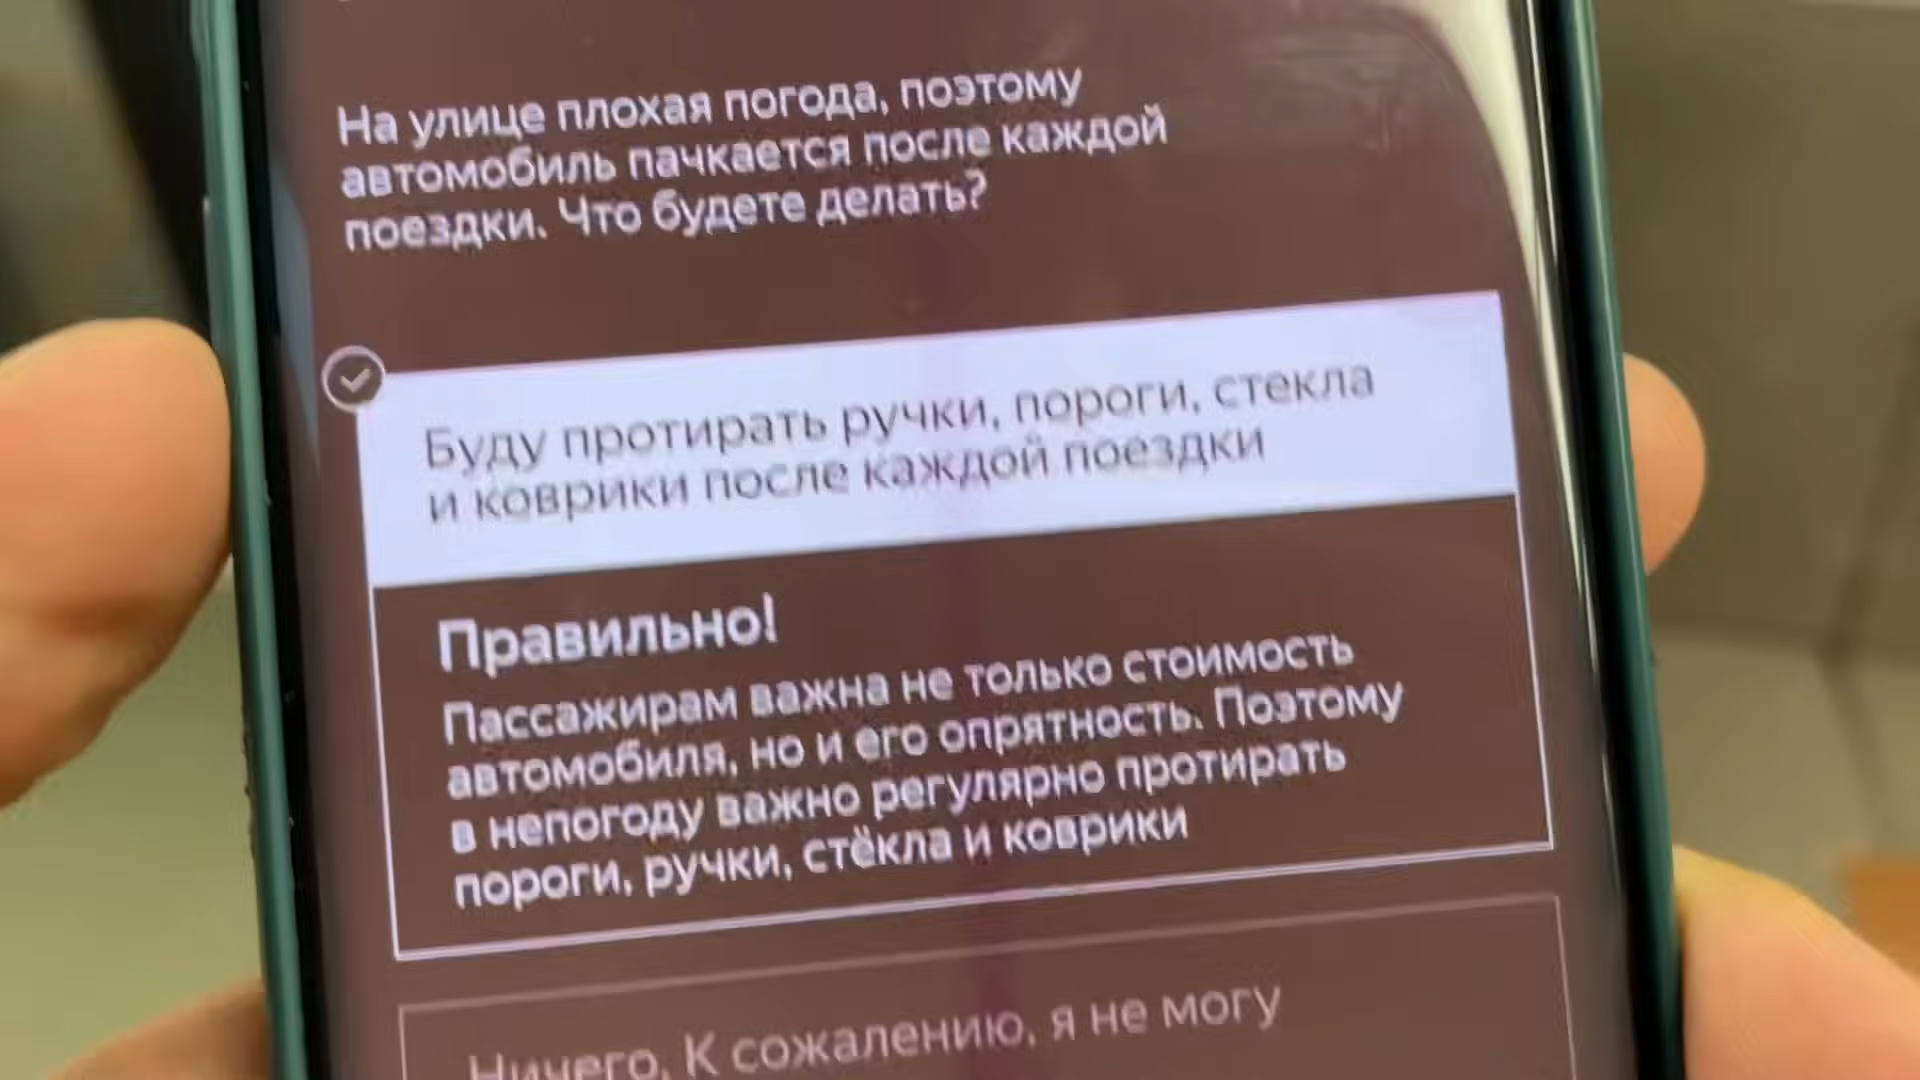 На улице плохая погода, поэтому
автомобиль пачкается после каждой
поездки. Что будете делать?
Буду протирать ручки, пороги, стекла
и коврики после каждой поездки
Правильно!
Пассажирам важна не только стоимость
автомобиля, но и его опрятность. Поэтому
в непогоду важно регулярно протирать
пороги, ручки, стёкла и коврики
Ничего. К сожалению, я не могу